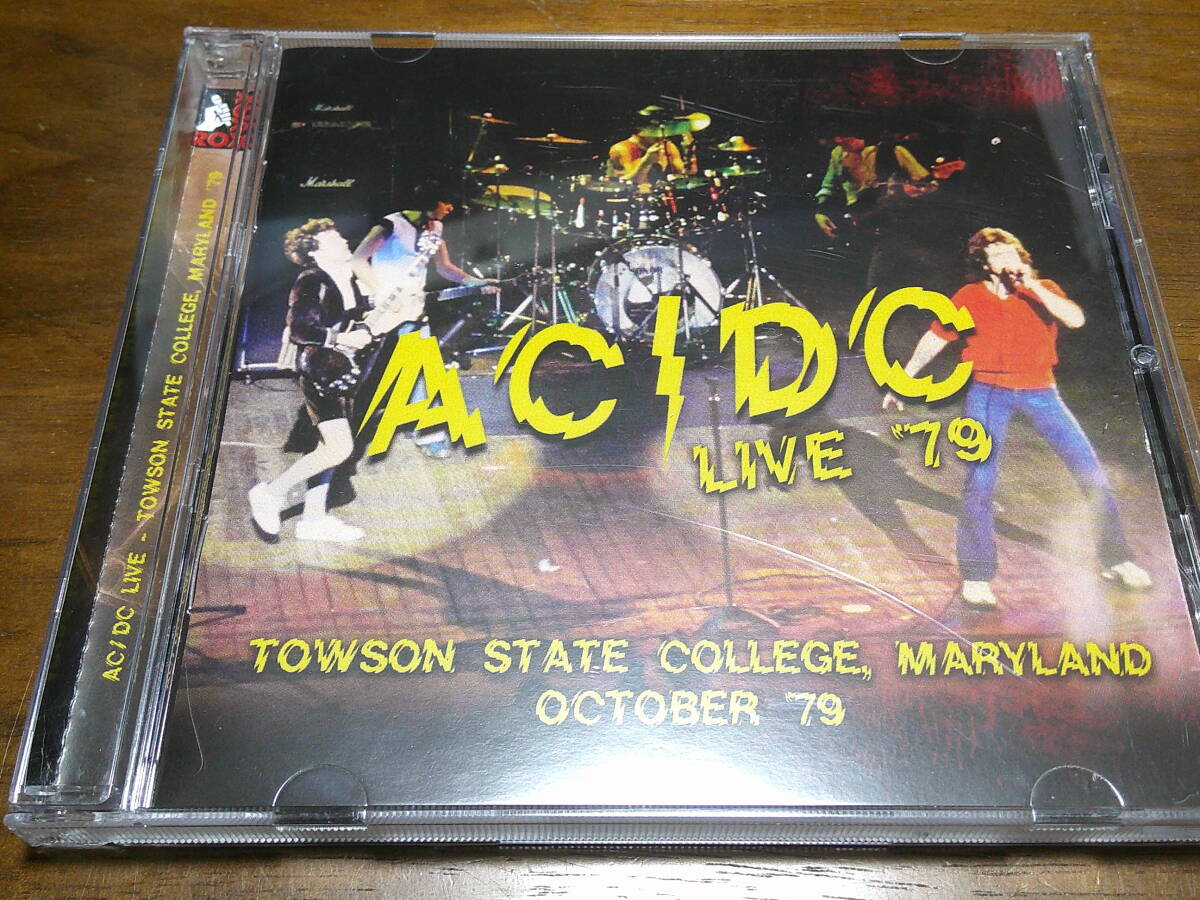 AC/DC
LIVE '79
TOWSON STATE COLLEGE, MARYLAND
OCTOBER '79
AC/DC LIVE - TOWSON STATE COLLEGE, MARYLAND '79
Marshall
Marshall